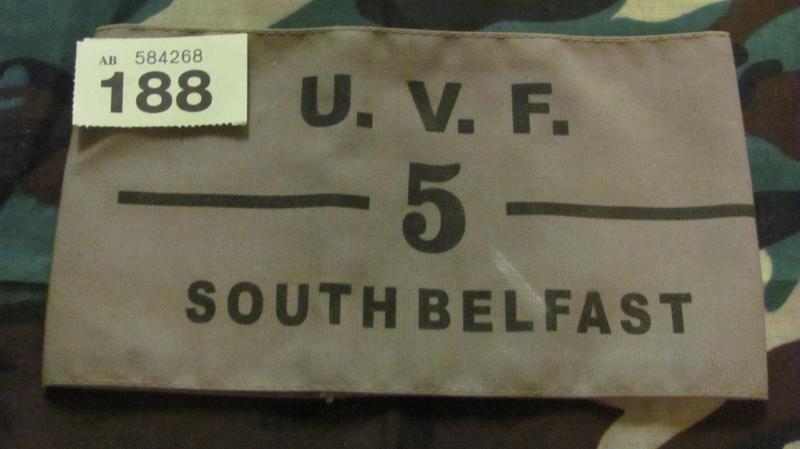 AB 584268
188
U. V. F.
5
SOUTH BELFAST